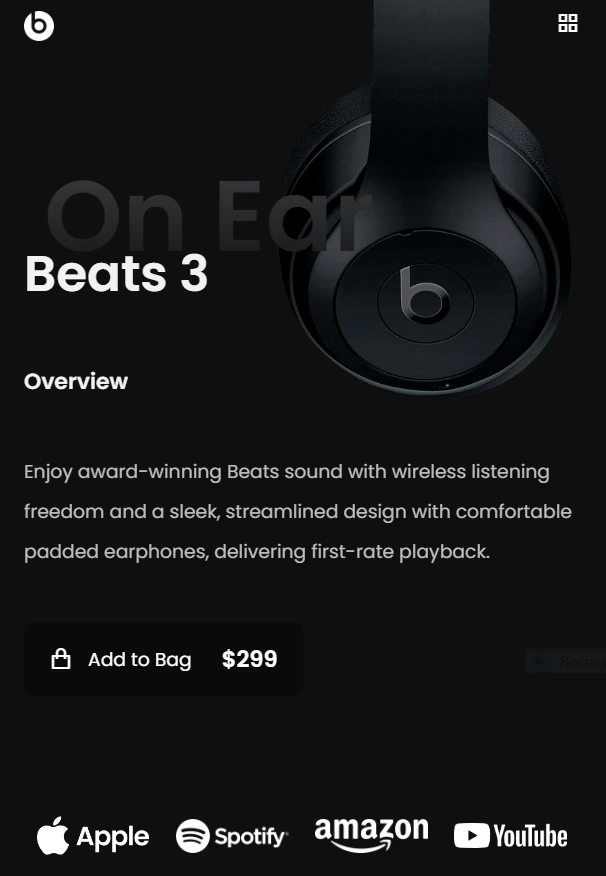 On Ear
Beats 3
Overview
Enjoy award-winning Beats sound with wireless listening
freedom and a sleek, streamlined design with comfortable
padded earphones, delivering first-rate playback.
Add to Bag $299
Apple Spotify amazon YouTube